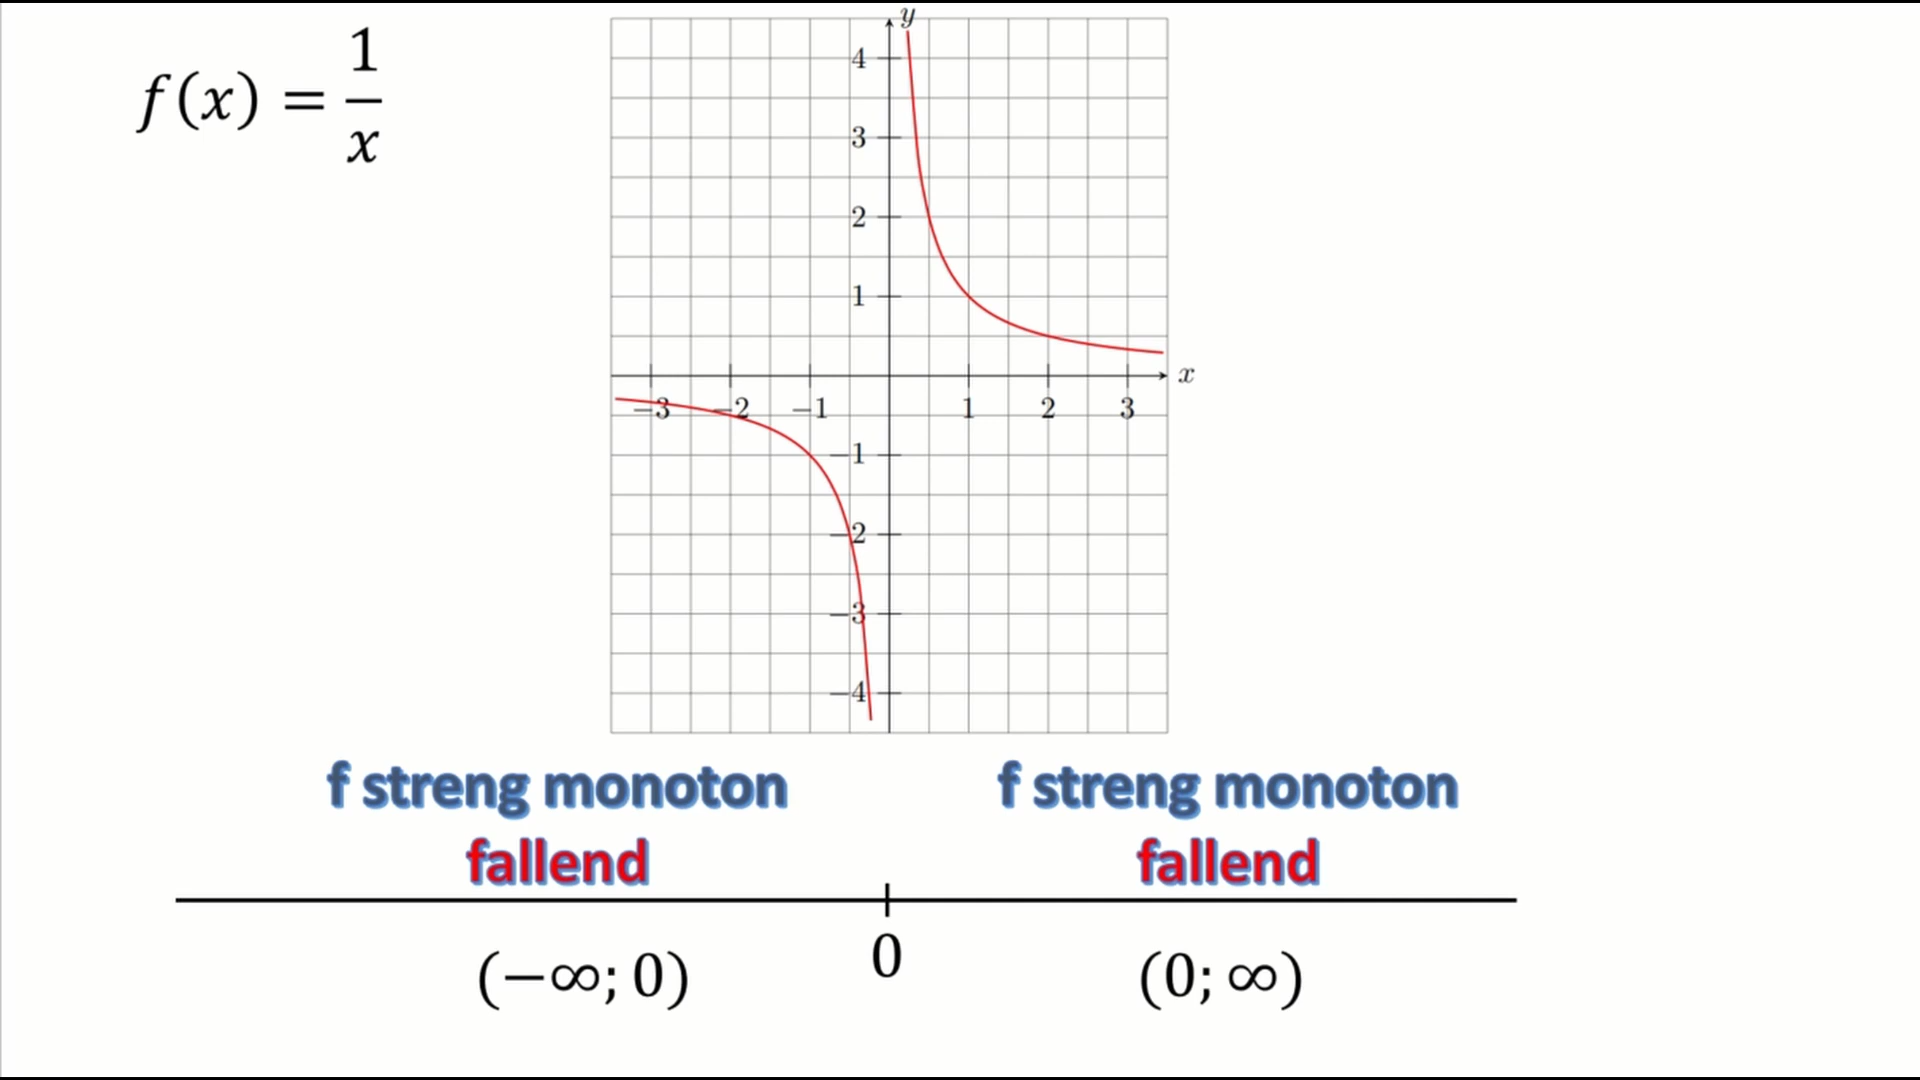 f(x) = 1/x
y
4
3
2
1
x
−3 −2 −1 1 2 3
−1
−2
−3
−4
f streng monoton f streng monoton
fallend fallend
(−∞; 0) 0 (0; ∞)